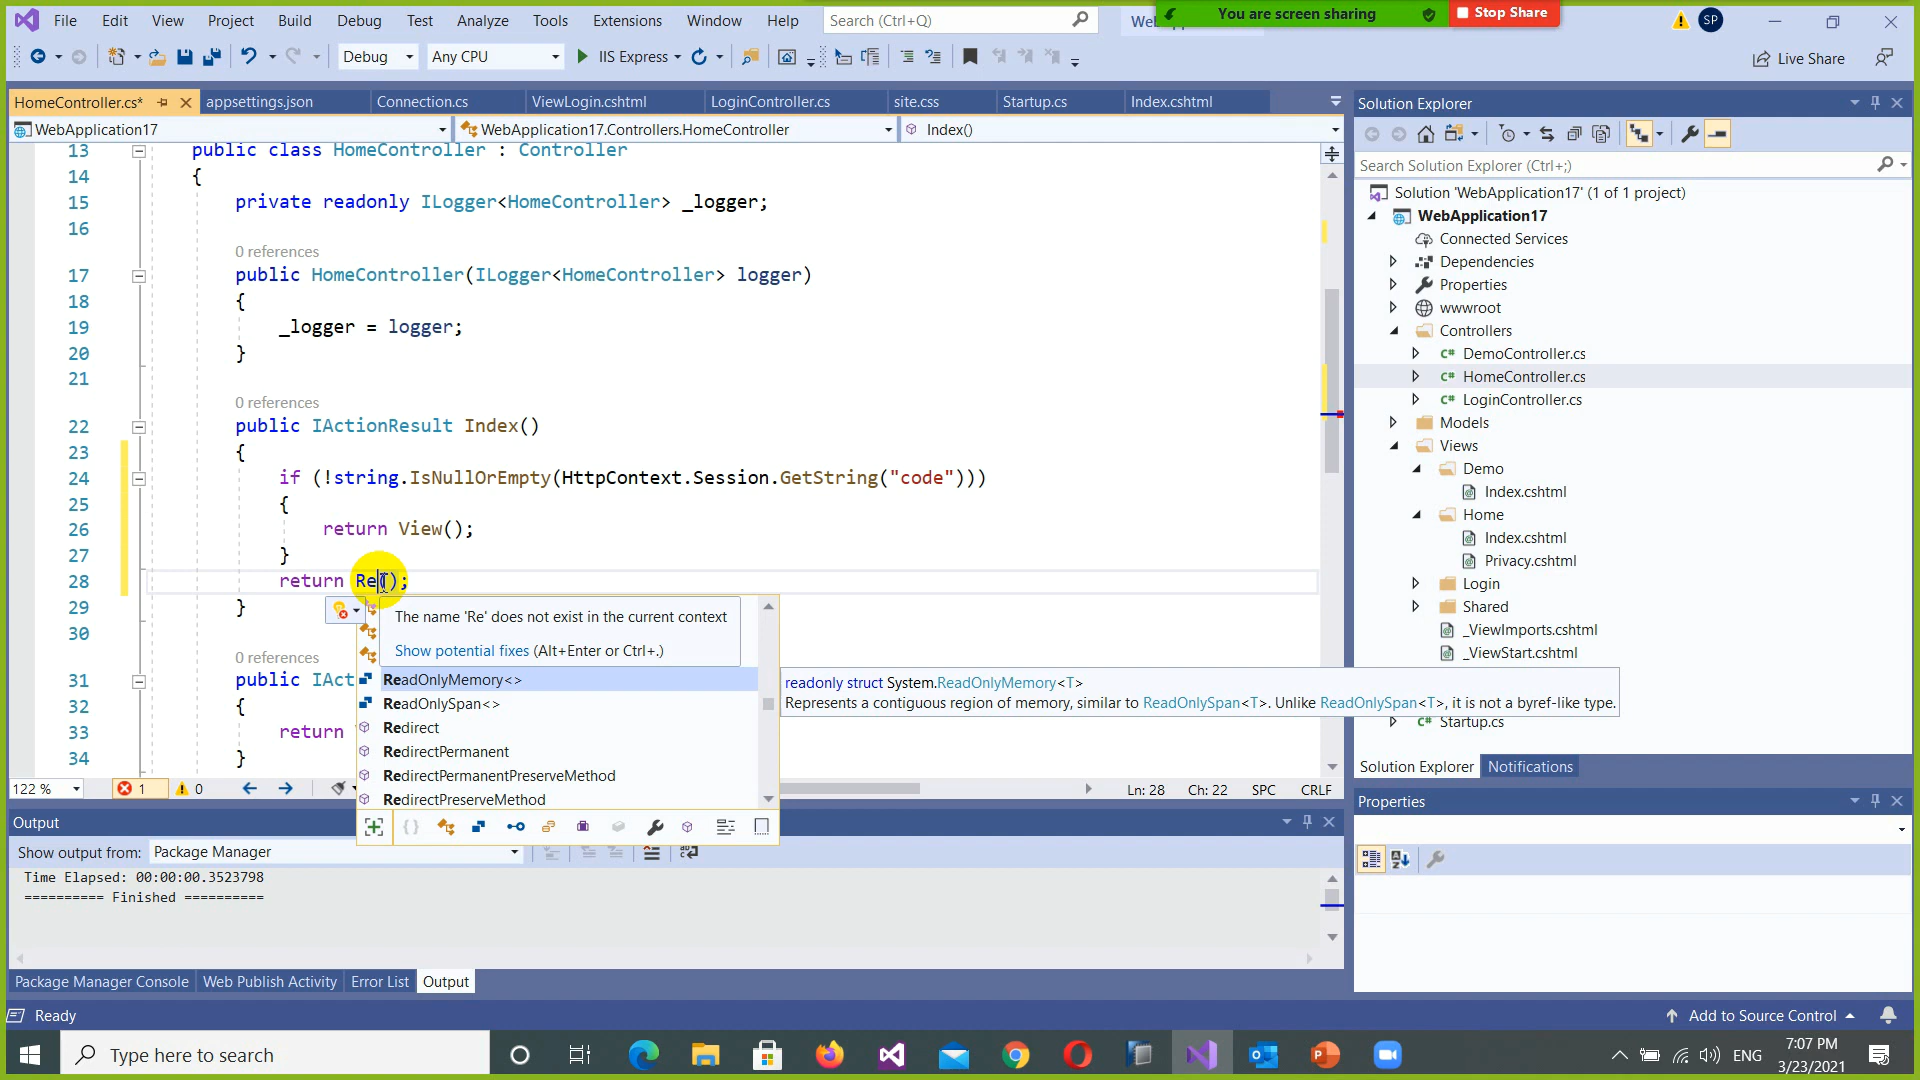 File Edit View Project Build Debug Test Analyze Tools Extensions Window Help Search (Ctrl+Q) You are screen sharing Stop Share SP
Debug Any CPU IIS Express Live Share
HomeController.cs* appsettings.json Connection.cs ViewLogin.cshtml LoginController.cs site.css Startup.cs Index.cshtml
WebApplication17 WebApplication17.Controllers.HomeController Index()
13 public class HomeController : Controller
14 {
15 private readonly ILogger<HomeController> _logger;
16
0 references
17 public HomeController(ILogger<HomeController> logger)
18 {
19 _logger = logger;
20 }
21
0 references
22 public IActionResult Index()
23 {
24 if (!string.IsNullOrEmpty(HttpContext.Session.GetString("code")))
25 {
26 return View();
27 }
28 return Re();
29 }
30
The name 'Re' does not exist in the current context
Show potential fixes (Alt+Enter or Ctrl+.)
0 references
31 public IAct
32 {
33 return
34 }
ReadOnlyMemory<>
ReadOnlySpan<>
Redirect
RedirectPermanent
RedirectPermanentPreserveMethod
RedirectPreserveMethod
readonly struct System.ReadOnlyMemory<T>
Represents a contiguous region of memory, similar to ReadOnlySpan<T>. Unlike ReadOnlySpan<T>, it is not a byref-like type.
122 % 1 0 Ln: 28 Ch: 22 SPC CRLF
Output
Show output from: Package Manager
Time Elapsed: 00:00:00.3523798
========== Finished ==========
Package Manager Console Web Publish Activity Error List Output
Solution Explorer
Search Solution Explorer (Ctrl+;)
Solution 'WebApplication17' (1 of 1 project)
WebApplication17
Connected Services
Dependencies
Properties
wwwroot
Controllers
C# DemoController.cs
C# HomeController.cs
C# LoginController.cs
Models
Views
Demo
Index.cshtml
Home
Index.cshtml
Privacy.cshtml
Login
Shared
_ViewImports.cshtml
_ViewStart.cshtml
C# Startup.cs
Solution Explorer Notifications
Properties
Ready Add to Source Control
Type here to search ENG 7:07 PM
3/23/2021